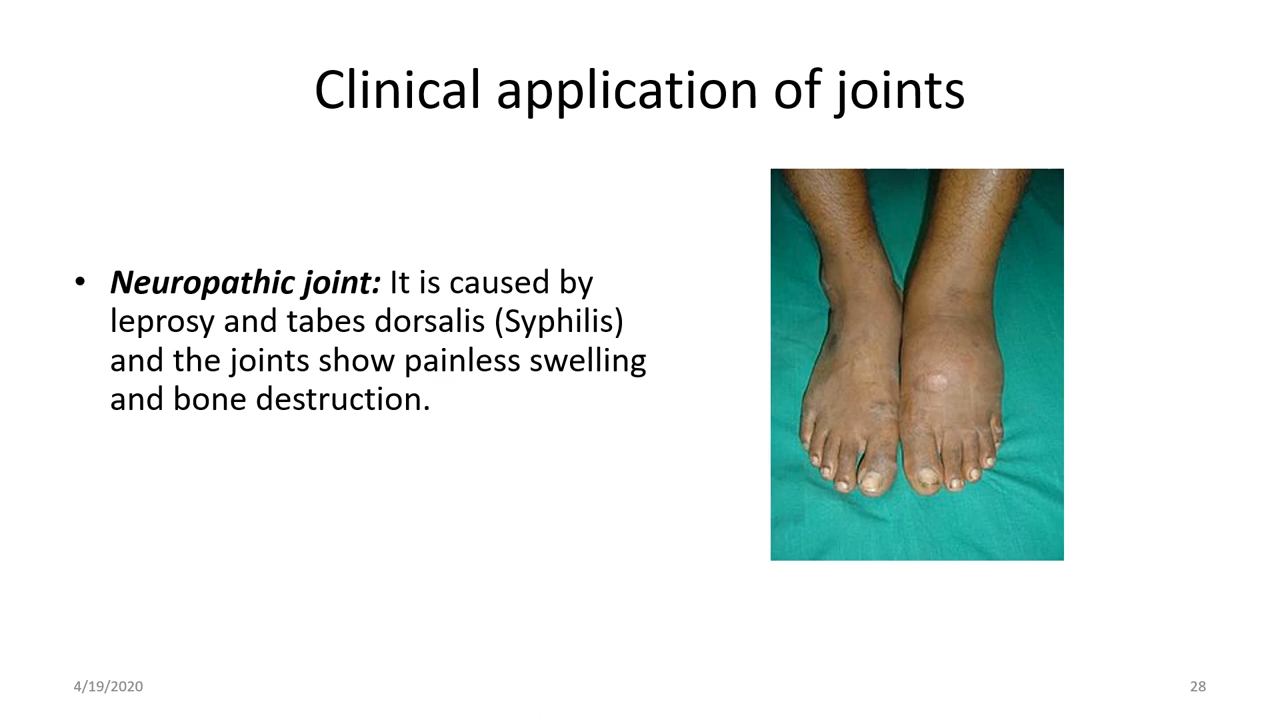 Clinical application of joints
• Neuropathic joint: It is caused by
leprosy and tabes dorsalis (Syphilis)
and the joints show painless swelling
and bone destruction.
4/19/2020
28